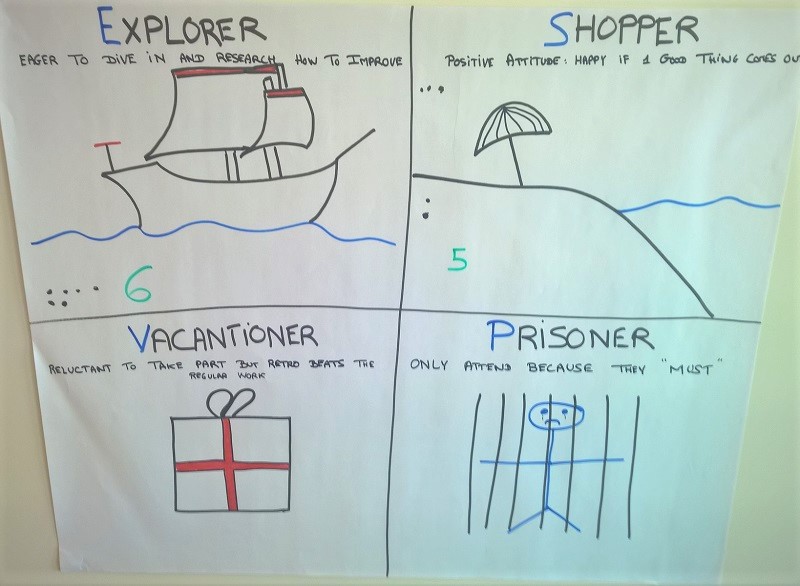 EXPLORER
EAGER TO DIVE IN AND RESEARCH HOW TO IMPROVE
6
SHOPPER
POSITIVE ATTITUDE: HAPPY IF 1 GOOD THING COMES OU
5
VACANTIONER
RELUCTANT TO TAKE PART BUT RETRO BEATS THE
REGULAR WORK
PRISONER
ONLY ATTEND BECAUSE THEY "MUST"